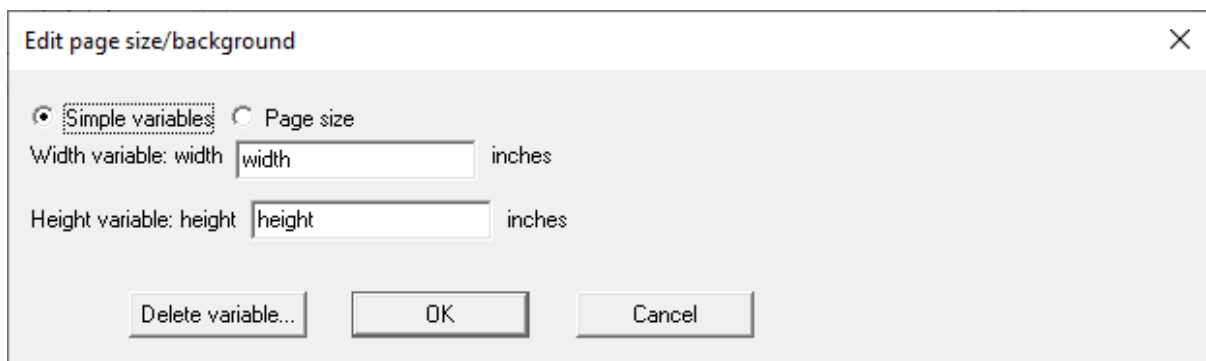 Edit page size/background
Simple variables Page size
Width variable: width width inches
Height variable: height height inches
Delete variable... OK Cancel